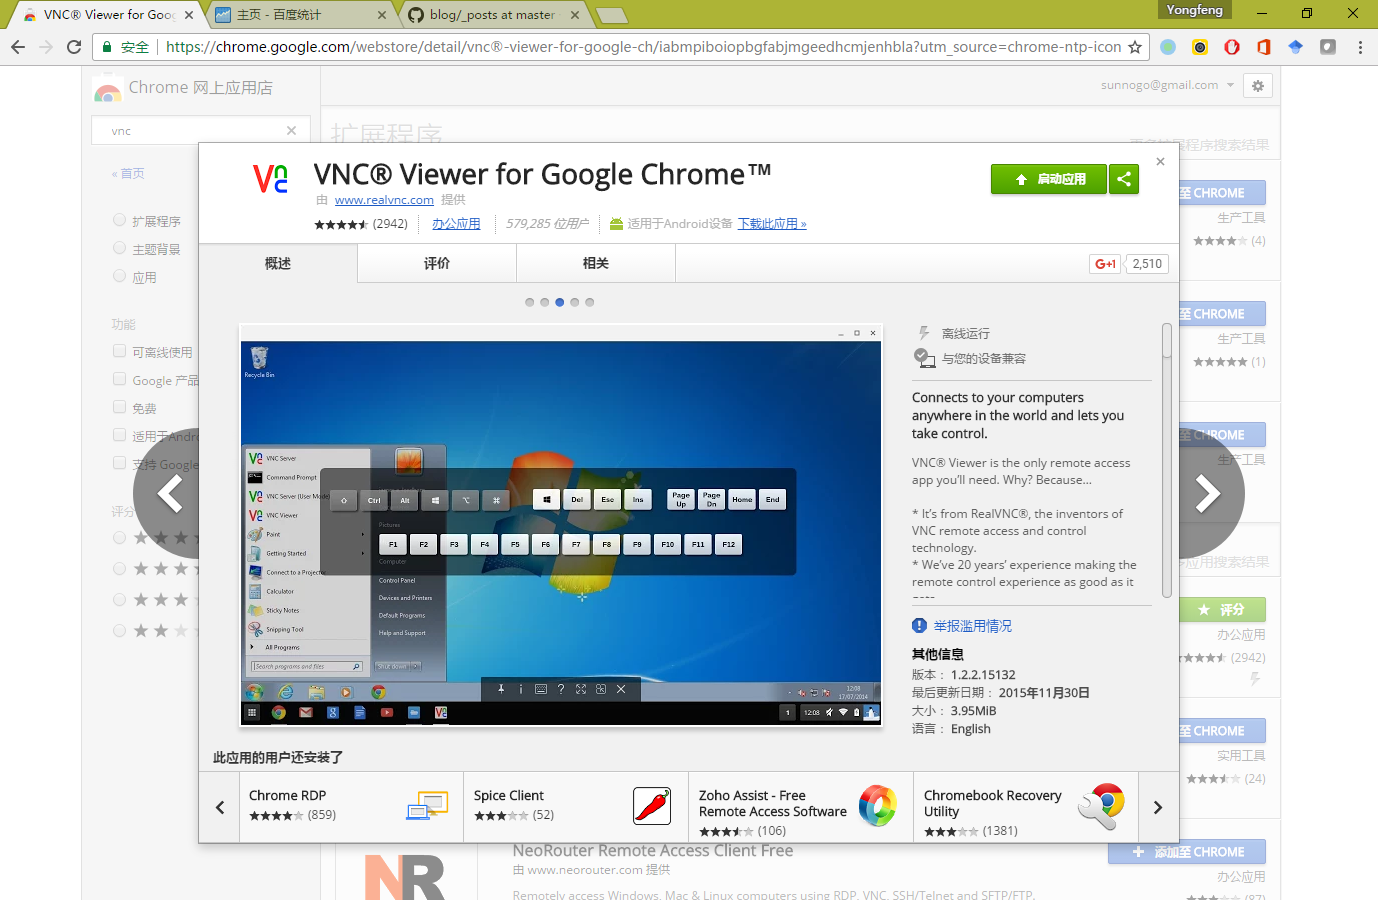 VNC® Viewer for Goog
主页 - 百度统计
blog/_posts at master
Yongfeng
安全
https://chrome.google.com/webstore/detail/vnc®-viewer-for-google-ch/iabmpiboiopbgfabjmgeedhcmjenhbla?utm_source=chrome-ntp-icon
Chrome 网上应用店
sunnogo@gmail.com
vnc
扩展程序
« 首页
扩展程序
主题背景
应用
功能
可离线使用
Google 产品
免费
适用于Andro
支持 Google
评分
VNC® Viewer for Google Chrome™
由 www.realvnc.com 提供
(2942)
办公应用
579,285 位用户
适用于Android设备 下载此应用 »
启动应用
概述
评价
相关
G+1
2,510
Recycle Bin
VNC Server
Command Prompt
VNC Server (User Mode)
VNC Viewer
Paint
Getting Started
Connect to a Projector
Calculator
Sticky Notes
Snipping Tool
All Programs
Search programs and files
Pictures
Computer
Control Panel
Devices and Printers
Default Programs
Help and Support
Shut down
Ctrl
Alt
Del
Esc
Ins
Page Up
Page Dn
Home
End
F1
F2
F3
F4
F5
F6
F7
F8
F9
F10
F11
F12
12:08
17/07/2014
1
12:08
离线运行
与您的设备兼容
Connects to your computers
anywhere in the world and lets you
take control.
VNC® Viewer is the only remote access
app you'll need. Why? Because...
* It's from RealVNC®, the inventors of
VNC remote access and control
technology.
* We've 20 years' experience making the
remote control experience as good as it
举报滥用情况
其他信息
版本： 1.2.2.15132
最后更新日期： 2015年11月30日
大小： 3.95MiB
语言： English
此应用的用户还安装了
Chrome RDP
(859)
Spice Client
(52)
Zoho Assist - Free
Remote Access Software
(106)
Chromebook Recovery
Utility
(1381)
至 CHROME
生产工具
(4)
至 CHROME
生产工具
(1)
至 CHROME
生产工具
应用搜索结果
评分
办公应用
(2942)
至 CHROME
实用工具
(24)
NeoRouter Remote Access Client Free
由 www.neorouter.com 提供
Remotely access Windows, Mac & Linux computers using RDP, VNC, SSH/Telnet and SFTP/FTP.
NR
添加至 CHROME
办公应用
(87)